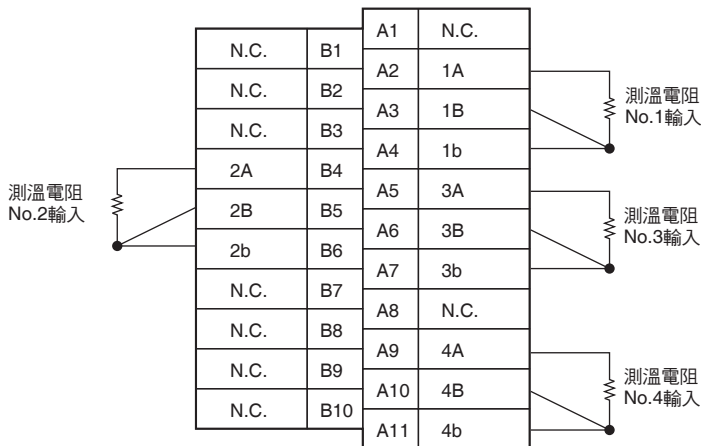 A1 N.C.
N.C. B1
A2 1A
N.C. B2
A3 1B
測溫電阻
No.1輸入
N.C. B3
A4 1b
2A B4
A5 3A
測溫電阻
No.2輸入
2B B5
A6 3B
測溫電阻
No.3輸入
2b B6
A7 3b
N.C. B7
A8 N.C.
N.C. B8
A9 4A
N.C. B9
A10 4B
測溫電阻
No.4輸入
N.C. B10
A11 4b